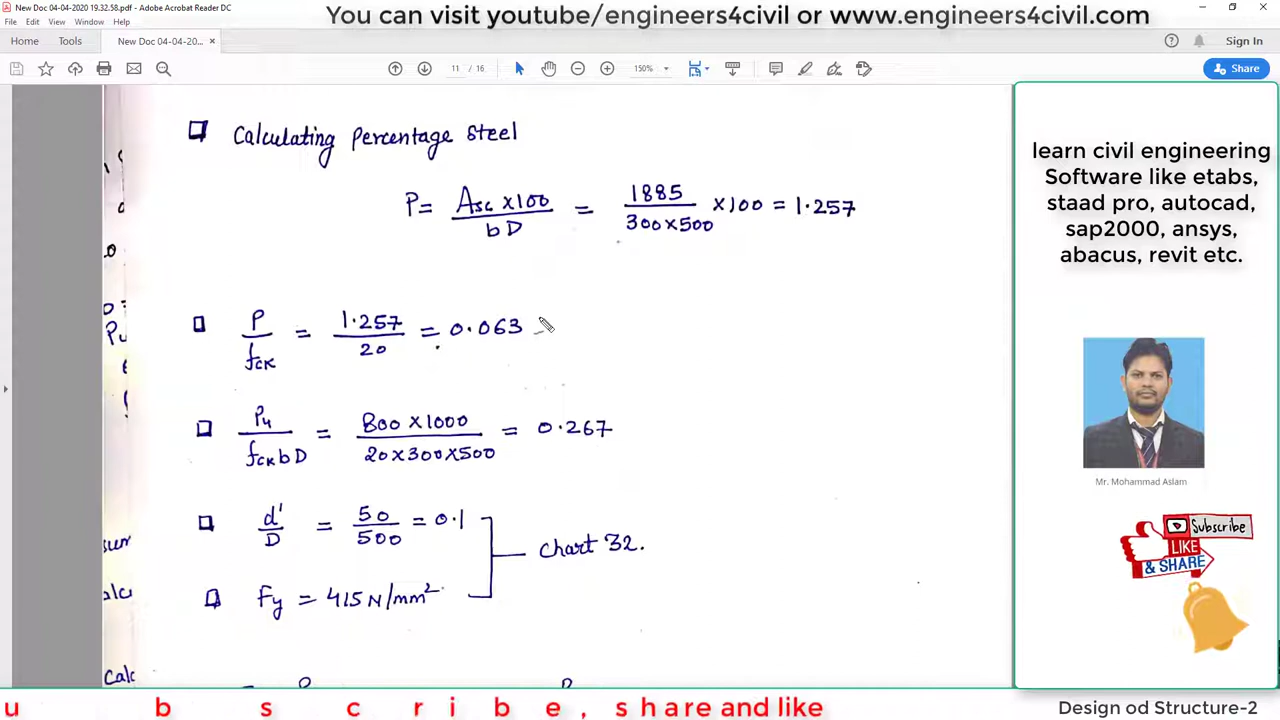 New Doc 04-04-2020 19.32.58.pdf - Adobe Acrobat Reader DC
You can visit youtube/engineers4civil or www.engineers4civil.com
File Edit View Window Help
Home Tools New Doc 04-04-20... × Sign In
11 / 16 150% Share
❑ Calculating Percentage Steel
P = Asc ×100 / bD = 1885 / 300×500 ×100 = 1.257
❑ P / fck = 1.257 / 20 = 0.063
❑ Pu / fck bD = 800 ×1000 / 20×300×500 = 0.267
❑ d' / D = 50 / 500 = 0.1
Chart 32.
❑ Fy = 415 N/mm²
learn civil engineering
Software like etabs,
staad pro, autocad,
sap2000, ansys,
abacus, revit etc.
Mr. Mohammad Aslam
Subscribe
LIKE
& SHARE
u b s c r i b e , s h a r e and like
Design od Structure-2